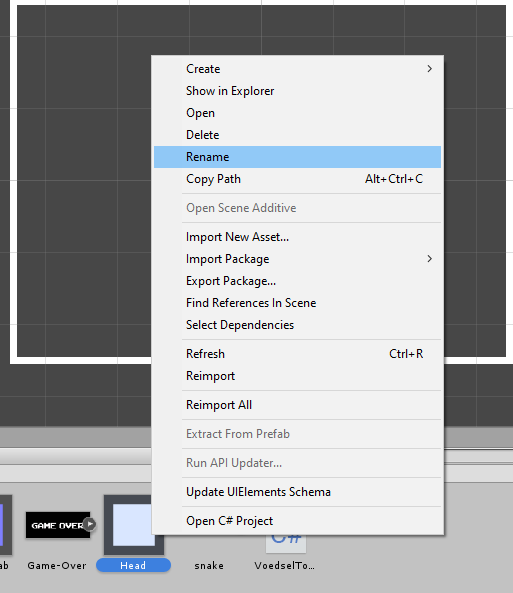 Create
Show in Explorer
Open
Delete
Rename
Copy Path Alt+Ctrl+C
Open Scene Additive
Import New Asset...
Import Package
Export Package...
Find References In Scene
Select Dependencies
Refresh Ctrl+R
Reimport
Reimport All
Extract From Prefab
Run API Updater...
Update UIElements Schema
Open C# Project
GAME OVER
C#
ab Game-Over Head snake VoedselTo...